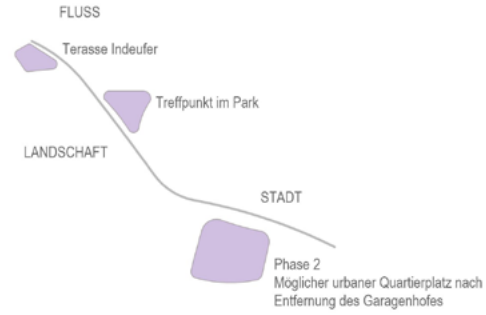 FLUSS
Terasse Indeufer
Treffpunkt im Park
LANDSCHAFT
STADT
Phase 2
Möglicher urbaner Quartierplatz nach
Entfernung des Garagenhofes